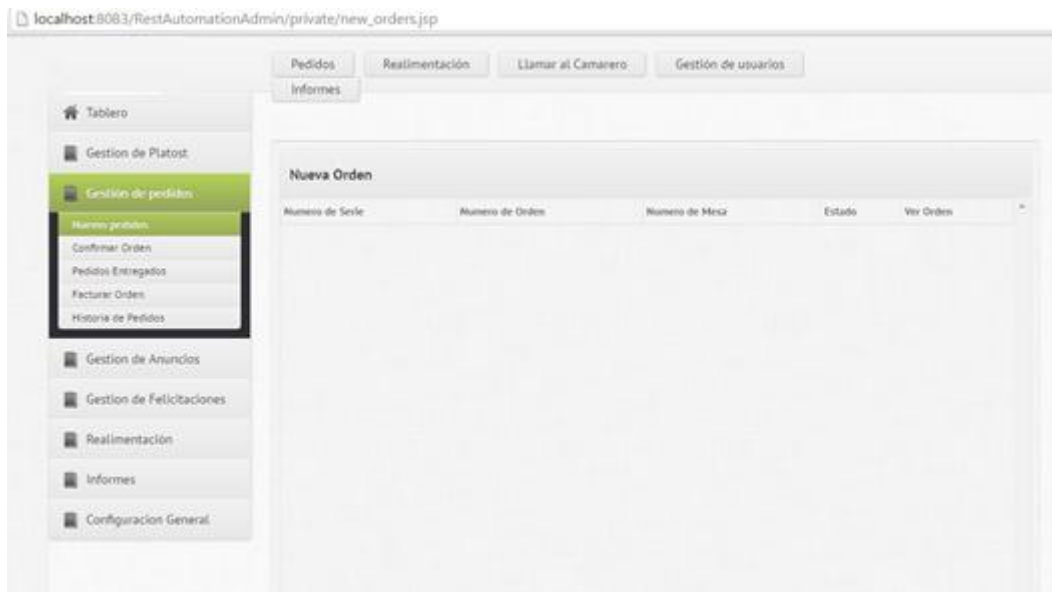 localhost:8083/RestAutomationAdmin/private/new_orders.jsp
Pedidos Realimentación Llamar al Camarero Gestión de usuarios
Informes
Tablero
Gestion de Platost
Gestión de pedidos
Nuevos pedidos
Confirmar Orden
Pedidos Entregados
Facturar Orden
Historia de Pedidos
Gestion de Anuncios
Gestion de Felicitaciones
Realimentación
Informes
Configuracion General
Nueva Orden
Numero de Serie Numero de Orden Numero de Mesa Estado Ver Orden